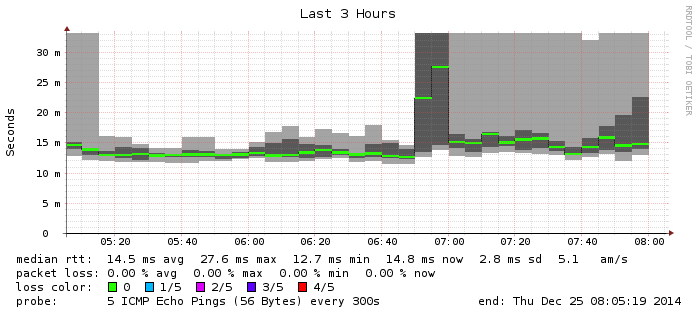 Last 3 Hours
RRDTOOL / TOBI OETIKER
Seconds
30 m
25 m
20 m
15 m
10 m
5 m
0
05:20 05:40 06:00 06:20 06:40 07:00 07:20 07:40 08:00
median rtt: 14.5 ms avg 27.6 ms max 12.7 ms min 14.8 ms now 2.8 ms sd 5.1 am/s
packet loss: 0.00 % avg 0.00 % max 0.00 % min 0.00 % now
loss color: 0 1/5 2/5 3/5 4/5
probe: 5 ICMP Echo Pings (56 Bytes) every 300s end: Thu Dec 25 08:05:19 2014